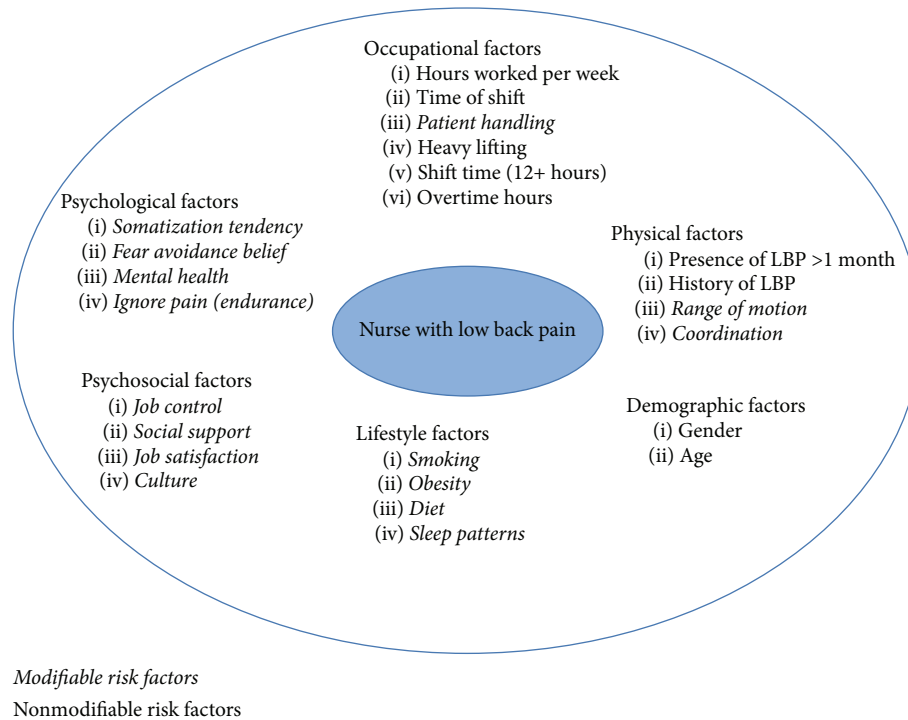 Occupational factors
(i) Hours worked per week
(ii) Time of shift
(iii) Patient handling
(iv) Heavy lifting
(v) Shift time (12+ hours)
(vi) Overtime hours
Psychological factors
(i) Somatization tendency
(ii) Fear avoidance belief
(iii) Mental health
(iv) Ignore pain (endurance)
Physical factors
(i) Presence of LBP >1 month
(ii) History of LBP
(iii) Range of motion
(iv) Coordination
Nurse with low back pain
Psychosocial factors
(i) Job control
(ii) Social support
(iii) Job satisfaction
(iv) Culture
Lifestyle factors
(i) Smoking
(ii) Obesity
(iii) Diet
(iv) Sleep patterns
Demographic factors
(i) Gender
(ii) Age
Modifiable risk factors
Nonmodifiable risk factors